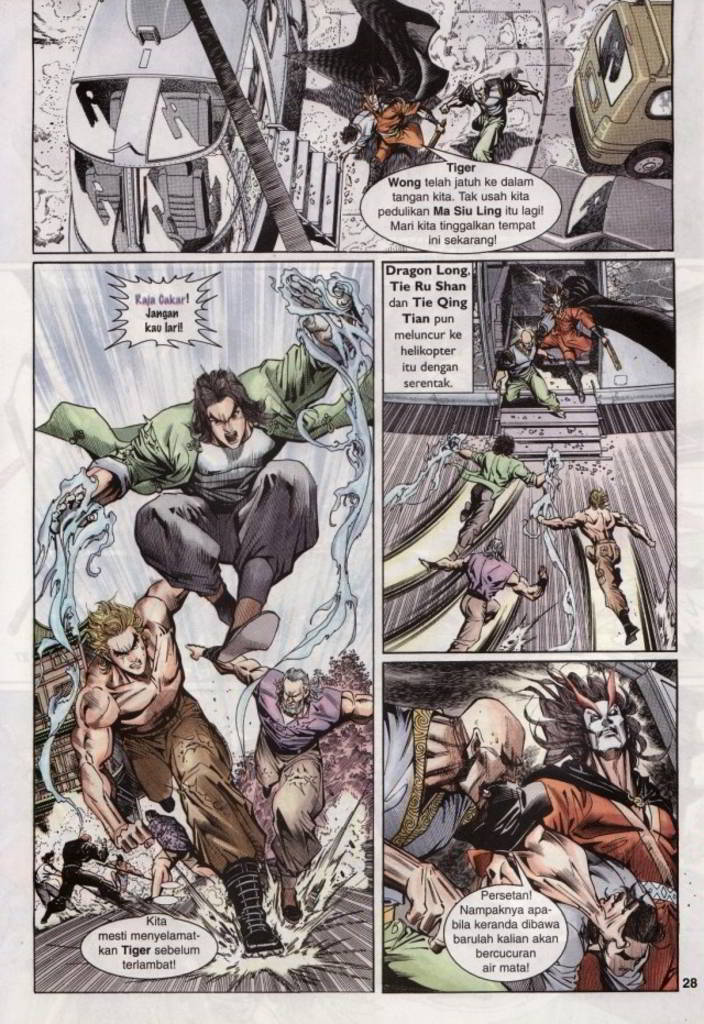 Tiger
Wong telah jatuh ke dalam
tangan kita. Tak usah kita
pedulikan Ma Siu Ling itu lagi!
Mari kita tinggalkan tempat
ini sekarang!
Raja Cakar!
Jangan
kau lari!
Dragon Long,
Tie Ru Shan
dan Tie Qing
Tian pun
meluncur ke
helikopter
itu dengan
serentak.
Kita
mesti menyelamat-
kan Tiger sebelum
terlambat!
Persetan!
Nampaknya apa-
bila keranda dibawa
barulah kalian akan
bercucuran
air mata!
28